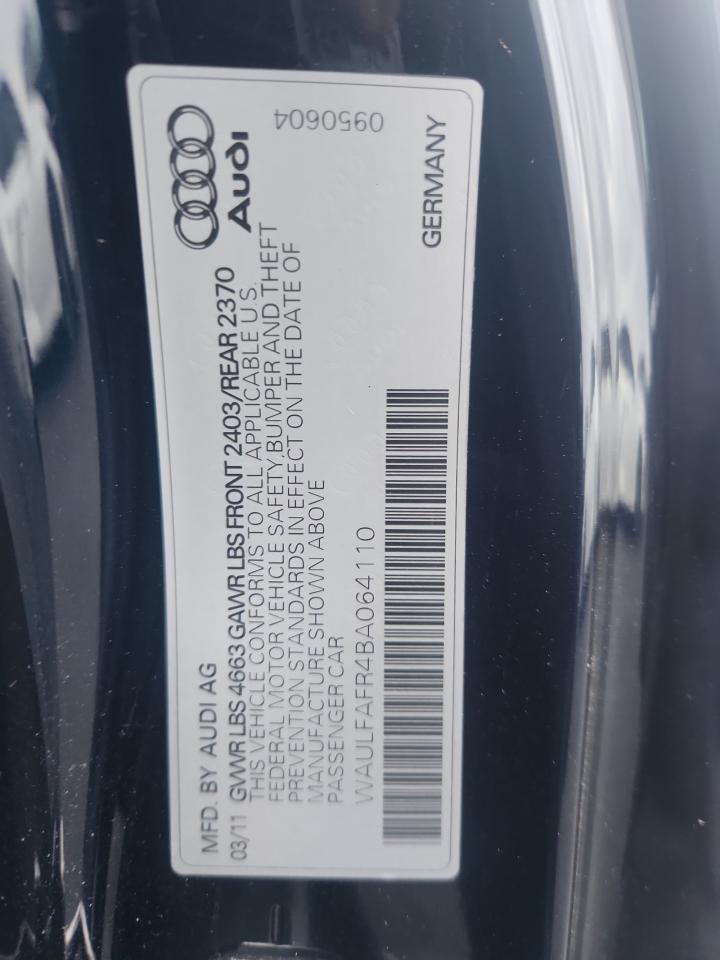 MFD. BY AUDI AG
03/11 GVWR LBS 4663 GAWR LBS FRONT 2403/REAR 2370
THIS VEHICLE CONFORMS TO ALL APPLICABLE U.S.
FEDERAL MOTOR VEHICLE SAFETY, BUMPER AND THEFT
PREVENTION STANDARDS IN EFFECT ON THE DATE OF
MANUFACTURE SHOWN ABOVE
PASSENGER CAR
WAULFAFR4BA064110
Audi
0950604
GERMANY